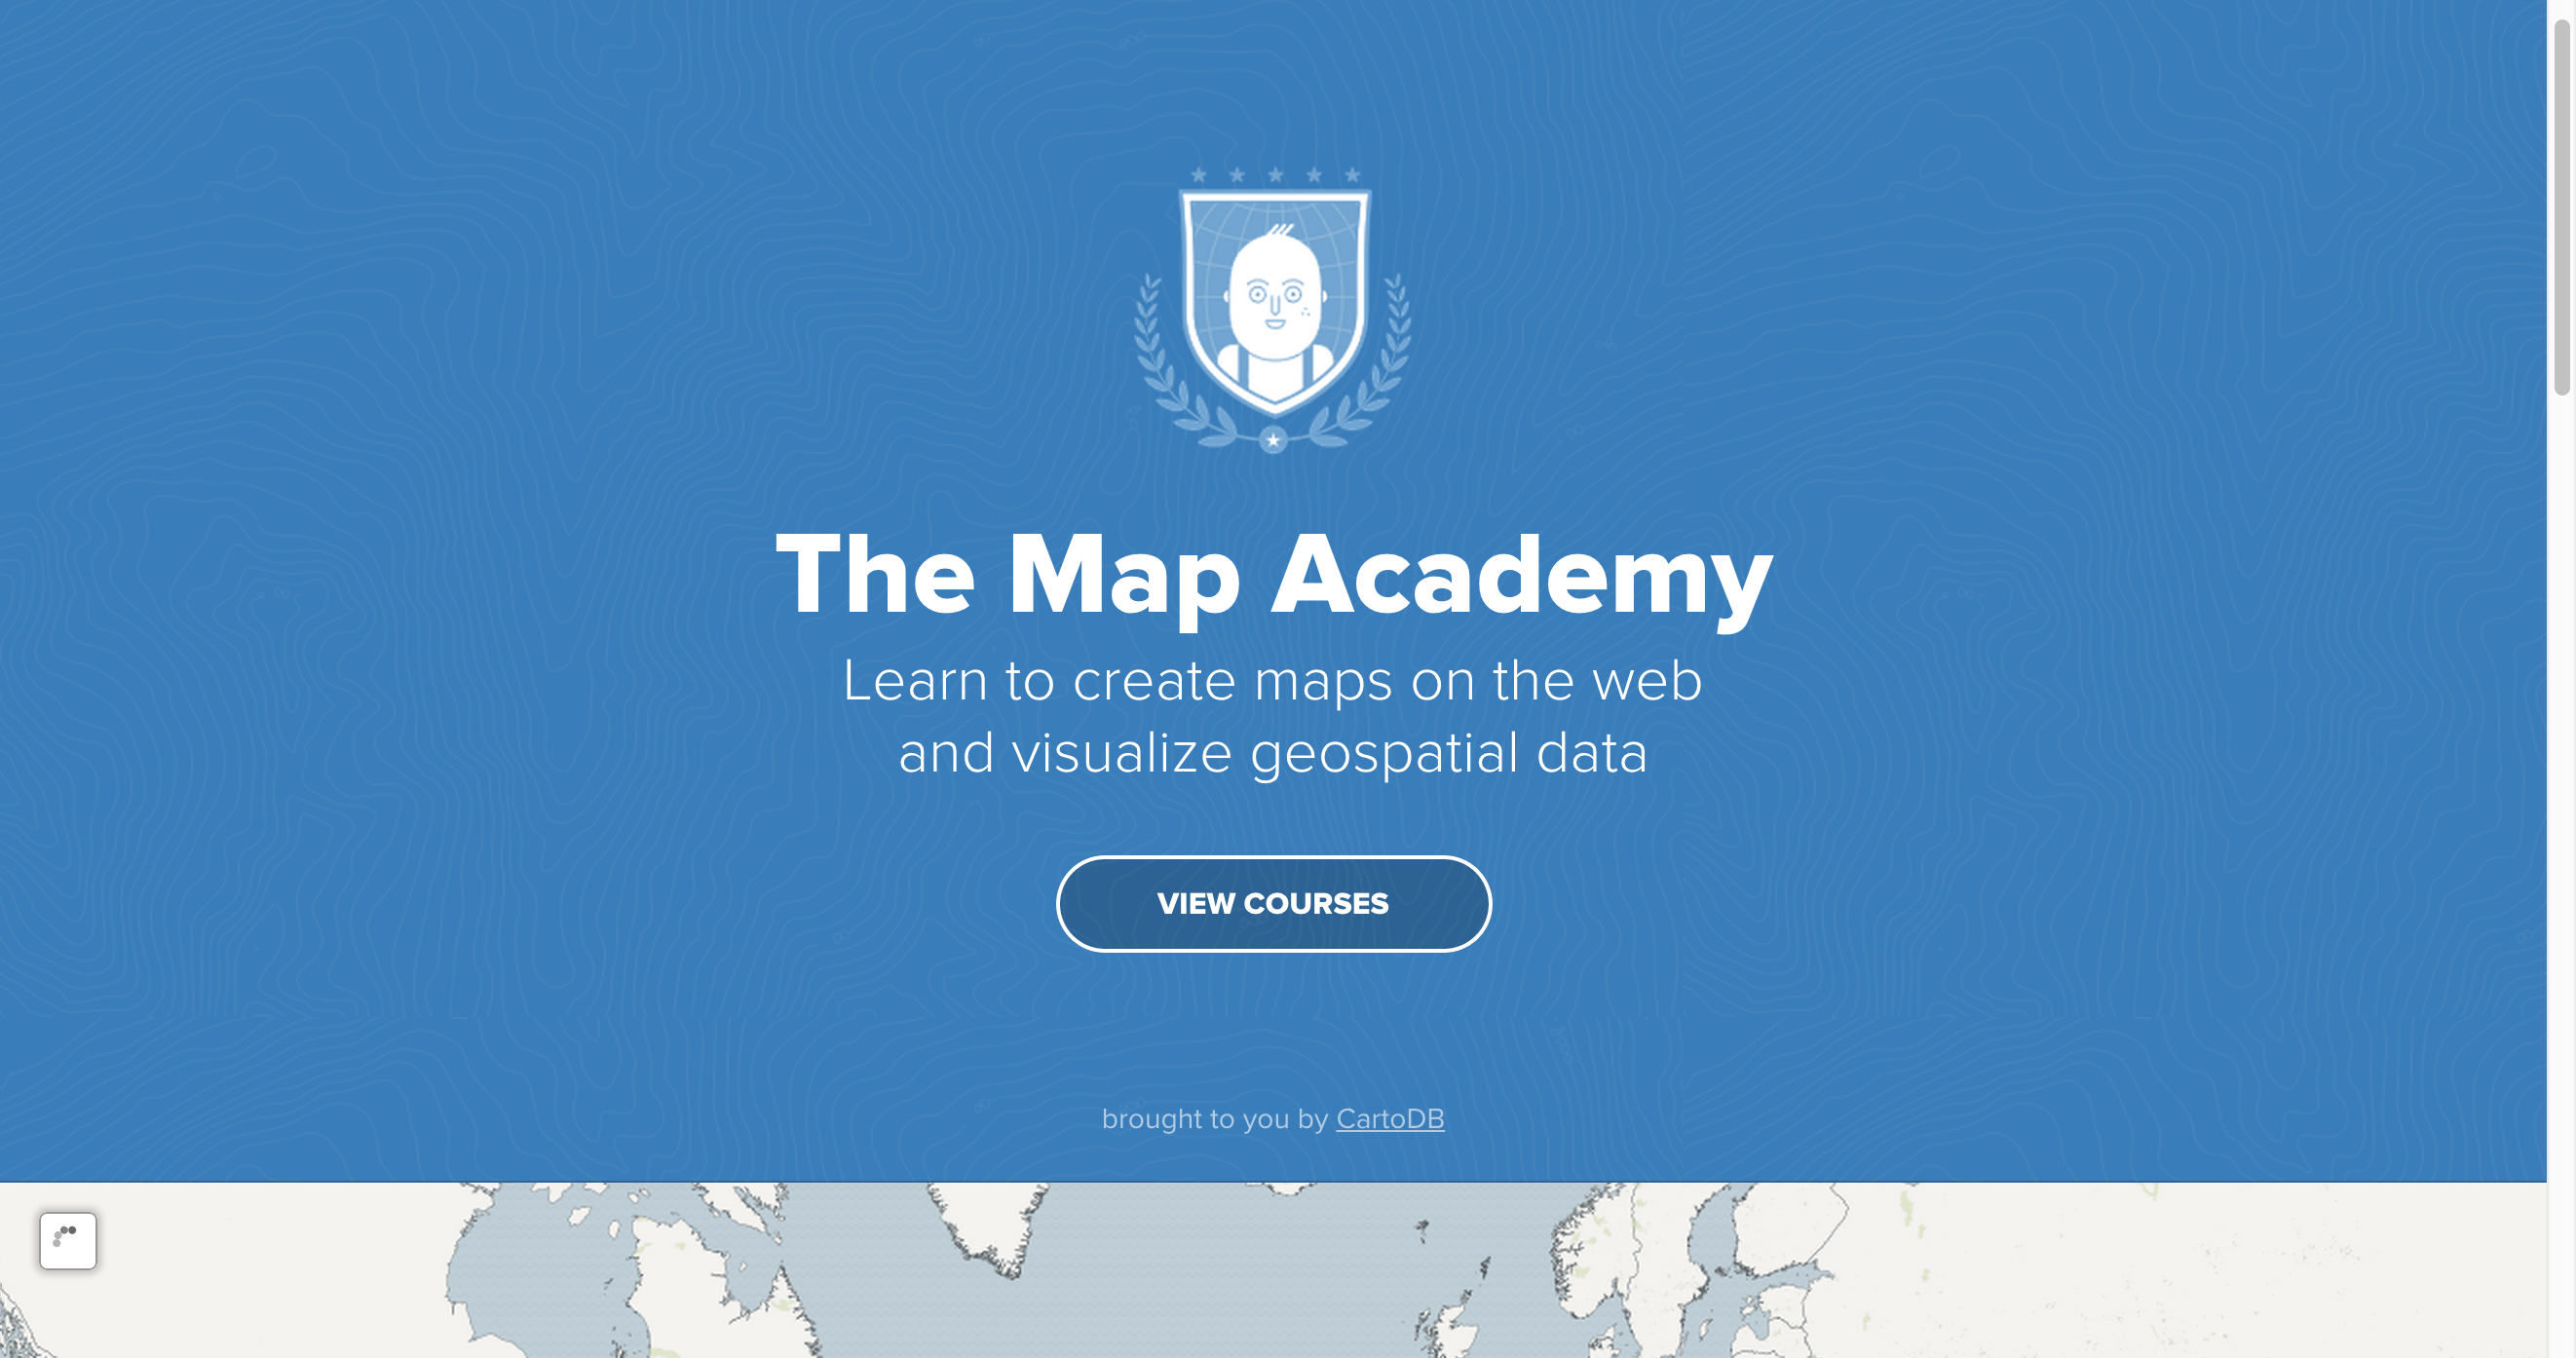 The Map Academy
Learn to create maps on the web
and visualize geospatial data
VIEW COURSES
brought to you by CartoDB